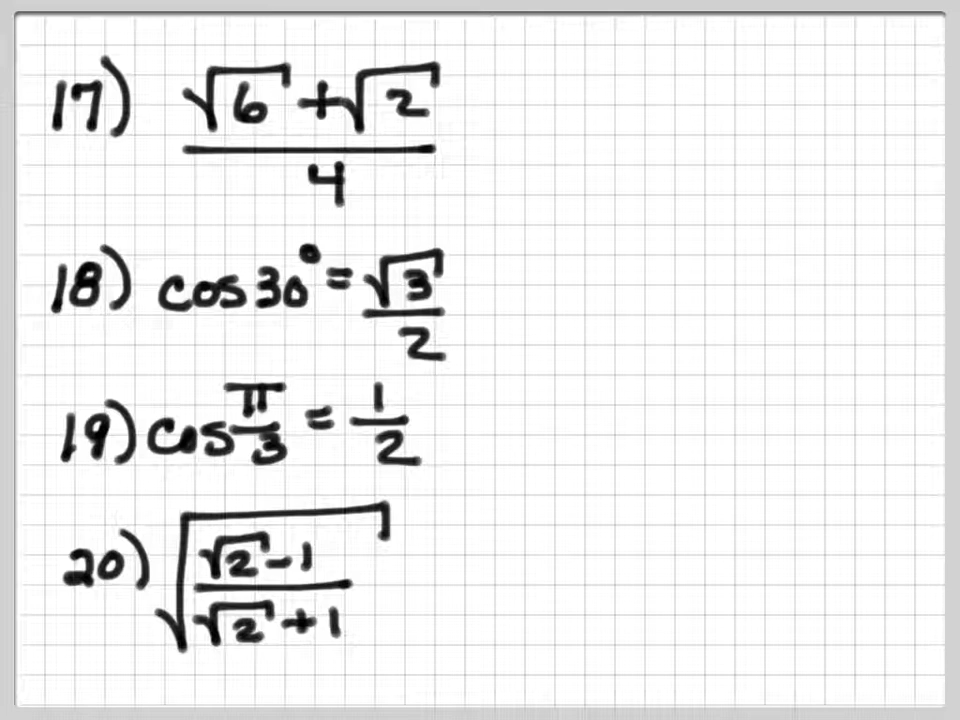 17) (√6 + √2)/4
18) cos 30° = √3/2
19) cos π/3 = 1/2
20) √((√2 - 1)/(√2 + 1))